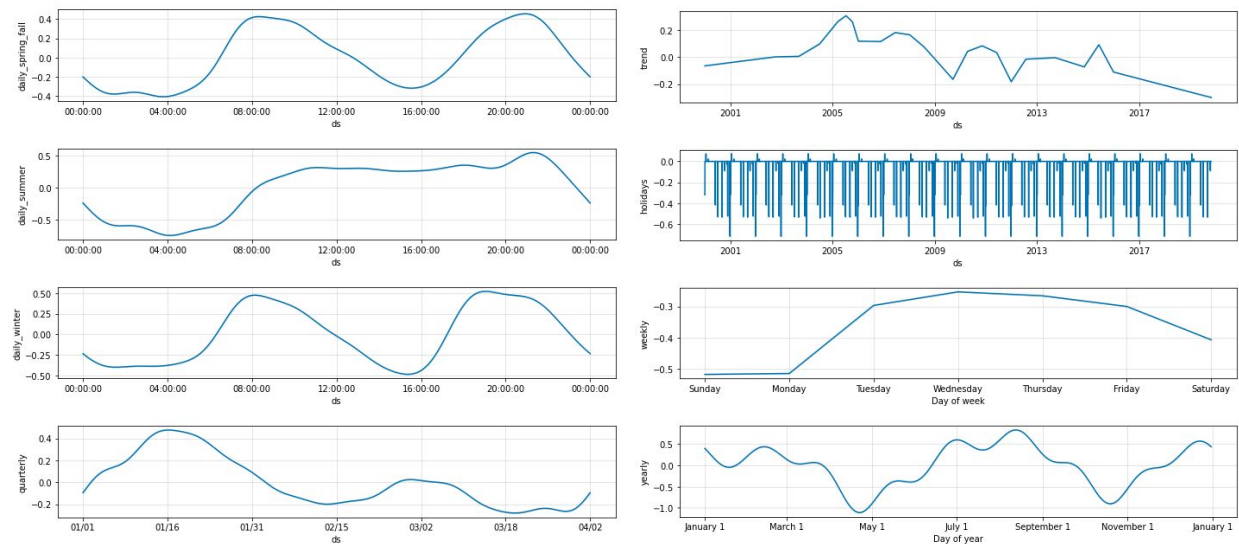 daily_spring_fall
0.4
0.2
0.0
−0.2
−0.4
00:00:00 04:00:00 08:00:00 12:00:00 16:00:00 20:00:00 00:00:00
ds
trend
0.2
0.0
−0.2
2001 2005 2009 2013 2017
ds
daily_summer
0.5
0.0
−0.5
00:00:00 04:00:00 08:00:00 12:00:00 16:00:00 20:00:00 00:00:00
ds
holidays
0.0
−0.2
−0.4
−0.6
2001 2005 2009 2013 2017
ds
daily_winter
0.50
0.25
0.00
−0.25
−0.50
00:00:00 04:00:00 08:00:00 12:00:00 16:00:00 20:00:00 00:00:00
ds
weekly
−0.3
−0.4
−0.5
Sunday Monday Tuesday Wednesday Thursday Friday Saturday
Day of week
quarterly
0.4
0.2
0.0
−0.2
01/01 01/16 01/31 02/15 03/02 03/18 04/02
ds
yearly
0.5
0.0
−0.5
−1.0
January 1 March 1 May 1 July 1 September 1 November 1 January 1
Day of year